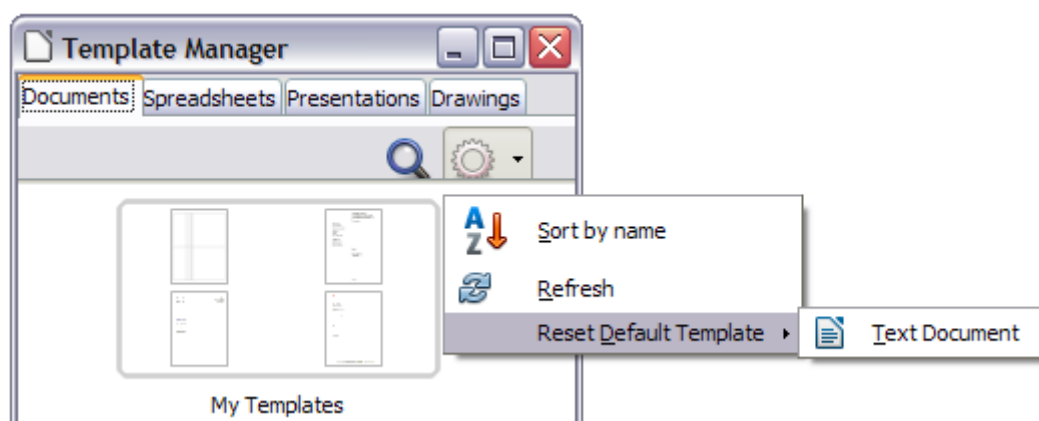 Template Manager
Documents Spreadsheets Presentations Drawings
Sort by name
Refresh
Reset Default Template
Text Document
My Templates